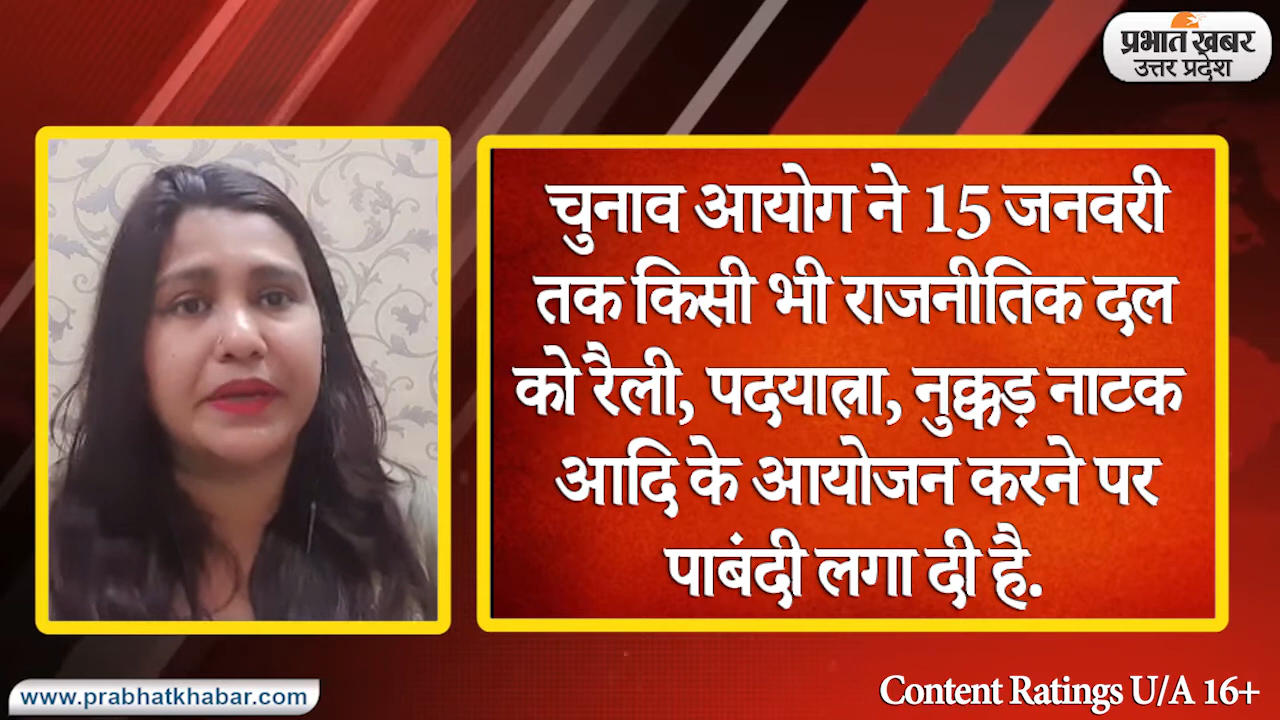 प्रभात खबर
उत्तर प्रदेश
चुनाव आयोग ने 15 जनवरी
तक किसी भी राजनीतिक दल
को रैली, पदयात्रा, नुक्कड़ नाटक
आदि के आयोजन करने पर
पाबंदी लगा दी है.
www.prabhatkhabar.com
Content Ratings U/A 16+